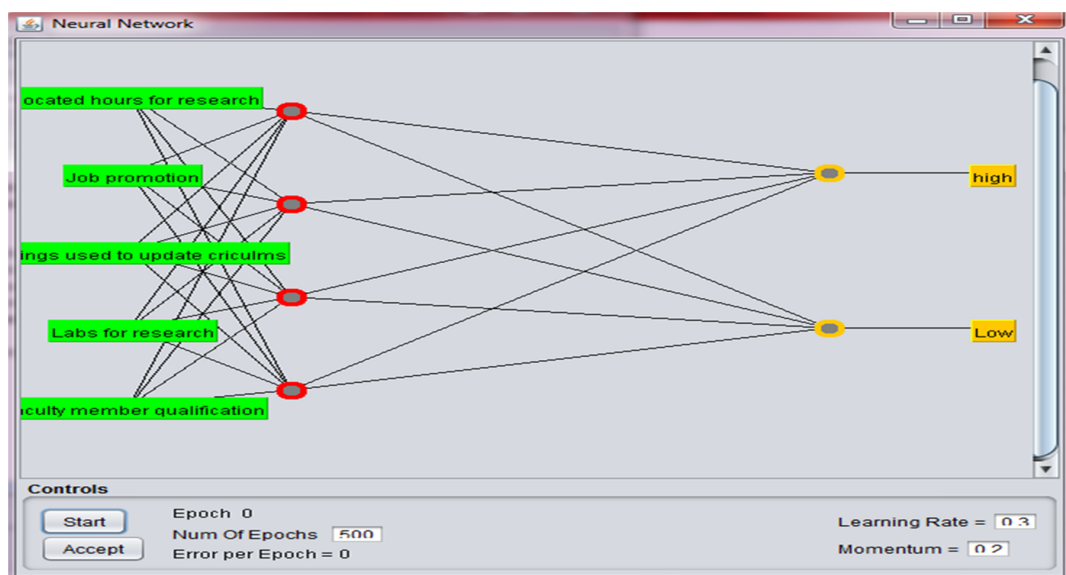 Neural Network
ocated hours for research
Job promotion
high
ings used to update criculms
Labs for research
Low
culty member qualification
Controls
Start
Epoch 0
Num Of Epochs 500
Learning Rate = 0.3
Accept
Error per Epoch = 0
Momentum = 0.2